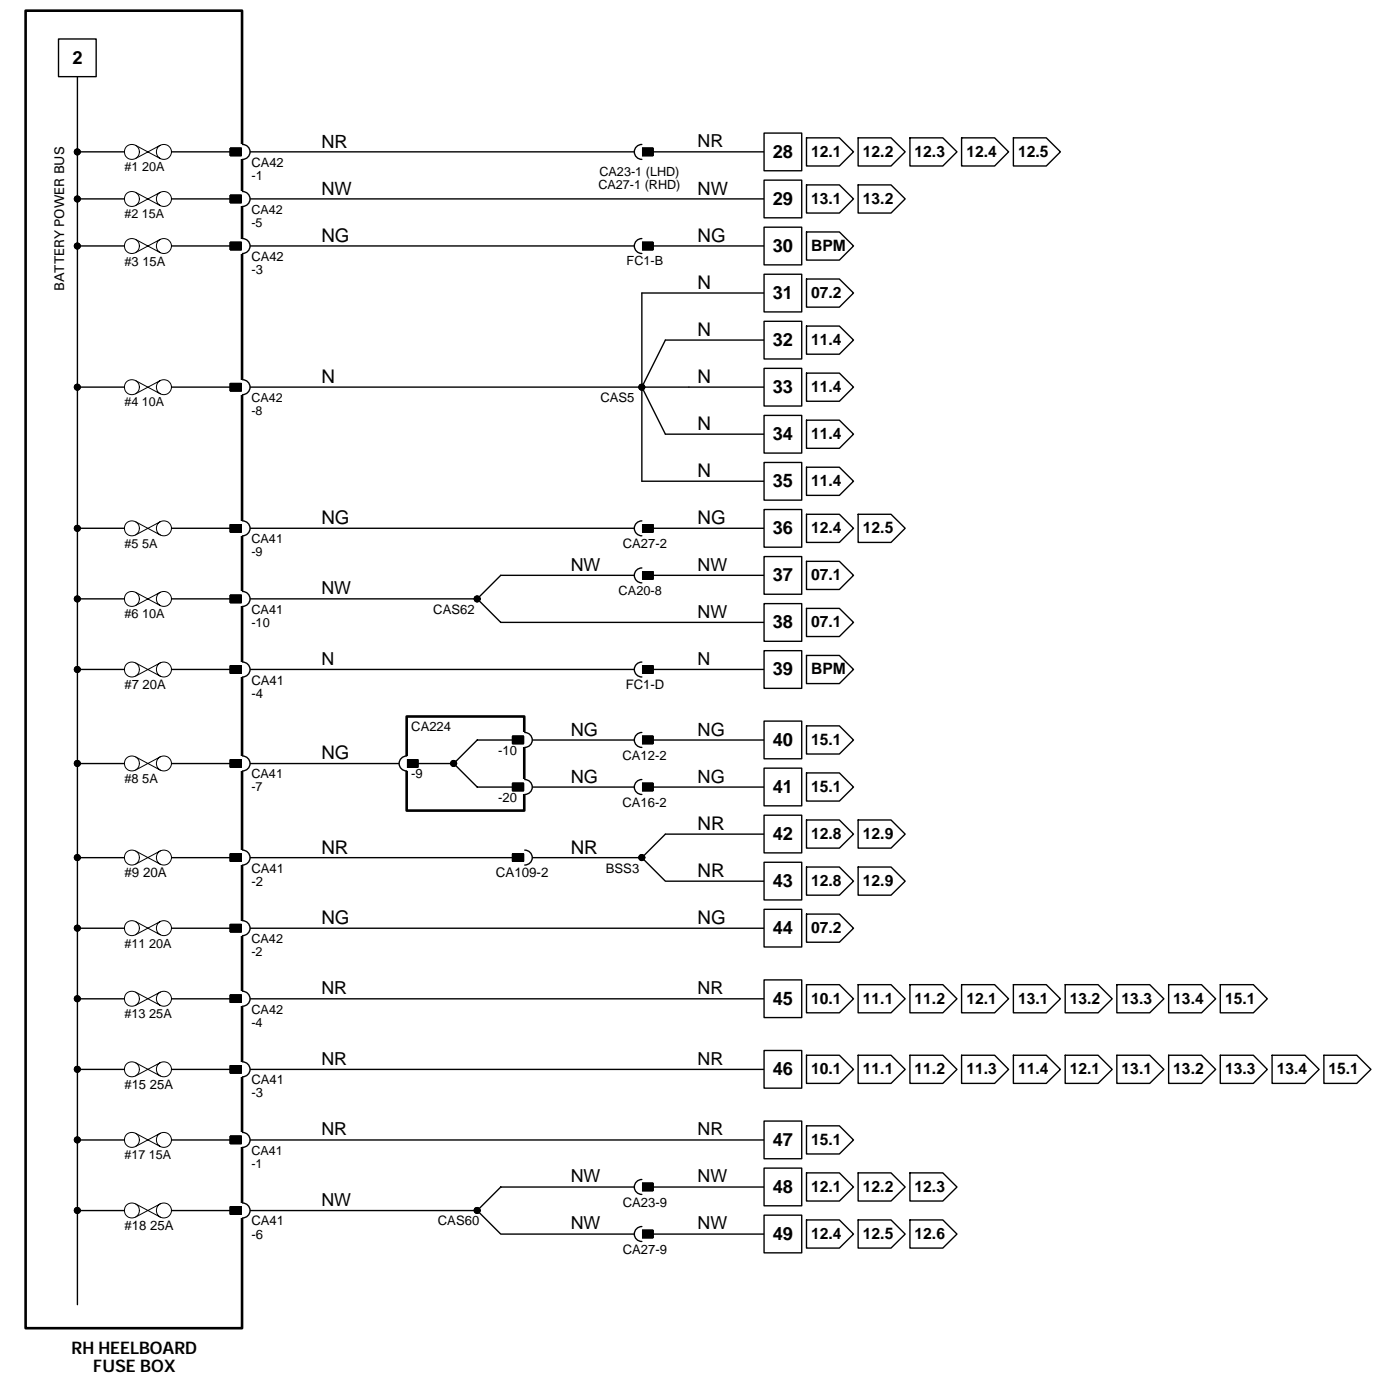 2
BATTERY POWER BUS
#1 20A
CA42
-1
NR
CA23-1 (LHD)
CA27-1 (RHD)
NR
28 12.1 12.2 12.3 12.4 12.5
#2 15A
CA42
-5
NW
NW
29 13.1 13.2
#3 15A
CA42
-3
NG
FC1-B
NG
30 BPM
N
31 07.2
N
32 11.4
#4 10A
CA42
-8
N
CAS5
N
33 11.4
N
34 11.4
N
35 11.4
#5 5A
CA41
-9
NG
CA27-2
NG
36 12.4 12.5
#6 10A
CA41
-10
NW
CAS62
NW
CA20-8
NW
37 07.1
NW
38 07.1
#7 20A
CA41
-4
N
FC1-D
N
39 BPM
#8 5A
CA41
-7
NG
CA224
-9
-10
-20
NG
CA12-2
NG
40 15.1
NG
CA16-2
NG
41 15.1
#9 20A
CA41
-2
NR
CA109-2
NR
BSS3
NR
42 12.8 12.9
NR
43 12.8 12.9
#11 20A
CA42
-2
NG
NG
44 07.2
#13 25A
CA42
-4
NR
NR
45 10.1 11.1 11.2 12.1 13.1 13.2 13.3 13.4 15.1
#15 25A
CA41
-3
NR
NR
46 10.1 11.1 11.2 11.3 11.4 12.1 13.1 13.2 13.3 13.4 15.1
#17 15A
CA41
-1
NR
NR
47 15.1
#18 25A
CA41
-6
NW
CAS60
NW
CA23-9
NW
48 12.1 12.2 12.3
NW
CA27-9
NW
49 12.4 12.5 12.6
RH HEELBOARD
FUSE BOX